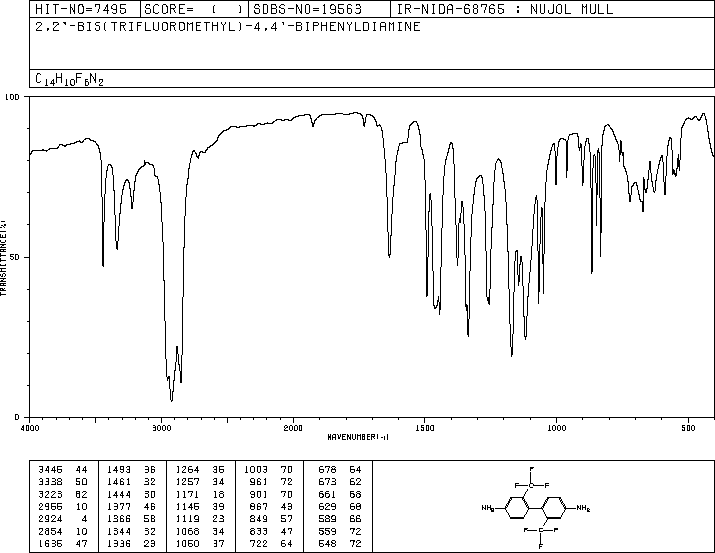 HIT-NO=7495 SCORE= ( ) SDBS-NO=19563 IR-NIDA-68765 : NUJOL MULL
2,2'-BIS(TRIFLUOROMETHYL)-4,4'-BIPHENYLDIAMINE
C14H10F6N2
100
50
0
TRANSMITTANCE(%)
4000 3000 2000 1500 1000 500
WAVENUMBER(-1)
3445 44 1493 36 1264 35 1003 70 678 64
3338 50 1461 32 1257 34 961 72 673 62
3223 62 1444 30 1171 18 901 70 661 68
2955 10 1377 46 1145 39 867 43 629 68
2924 4 1366 58 1119 23 849 57 589 66
2854 10 1344 32 1068 34 833 47 559 72
1635 47 1336 23 1050 37 722 64 548 72
F
F C F
NH2 NH2
F C F
F